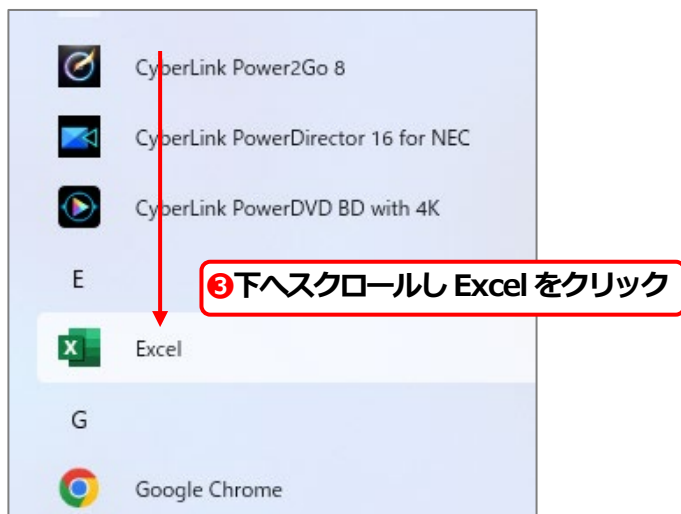 CyberLink Power2Go 8
CyberLink PowerDirector 16 for NEC
CyberLink PowerDVD BD with 4K
E
❸下へスクロールし Excel をクリック
Excel
G
Google Chrome